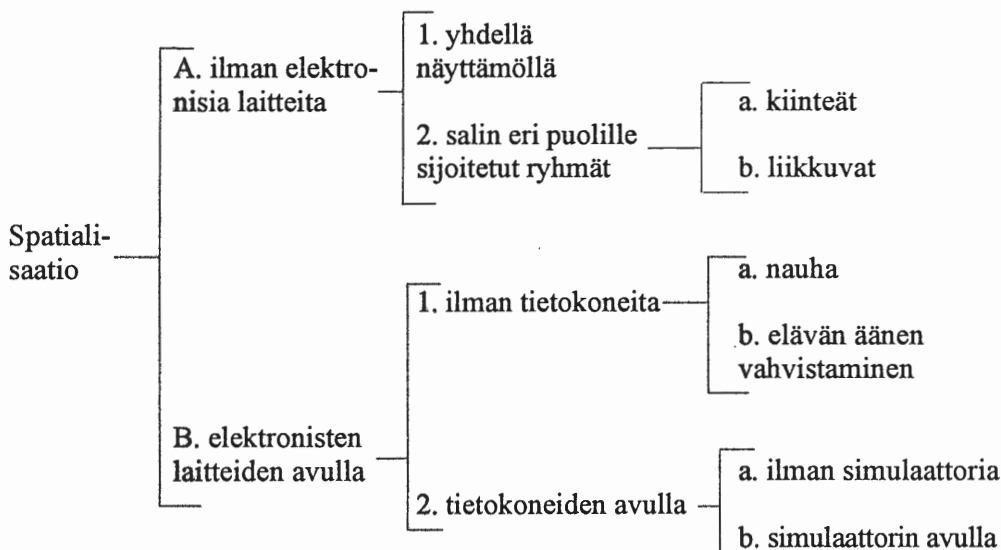 Spatiali-
saatio
A. ilman elektro-
nisia laitteita
1. yhdellä
näyttämöllä
2. salin eri puolille
sijoitetut ryhmät
a. kiinteät
b. liikkuvat
B. elektronisten
laitteiden avulla
1. ilman tietokoneita
a. nauha
b. elävän äänen
vahvistaminen
2. tietokoneiden avulla
a. ilman simulaattoria
b. simulaattorin avulla